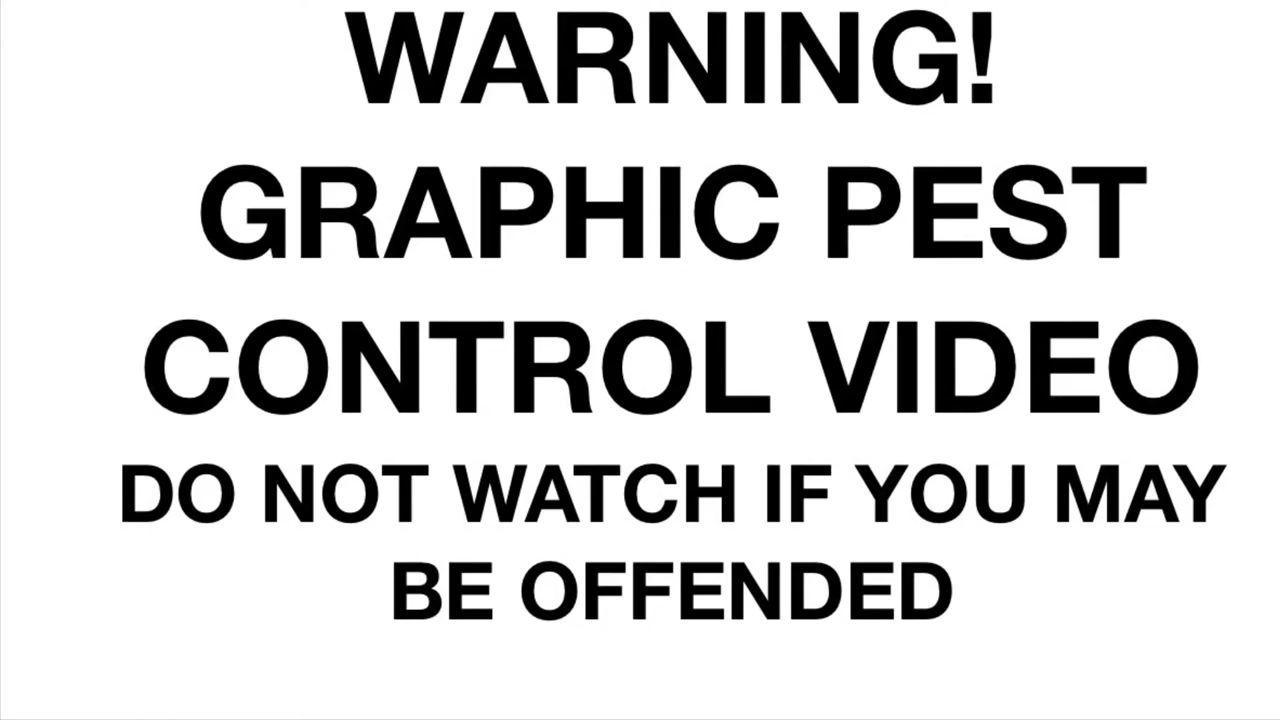 WARNING!
GRAPHIC PEST
CONTROL VIDEO
DO NOT WATCH IF YOU MAY
BE OFFENDED